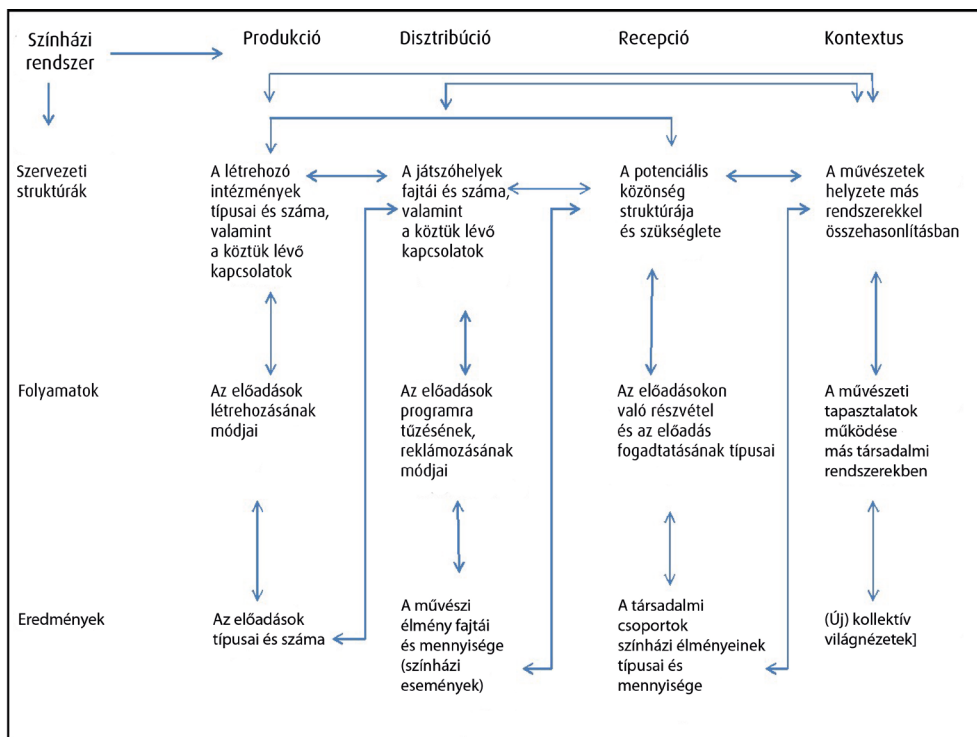 Színházi
rendszer
Produkció
Disztribúció
Recepció
Kontextus
Szervezeti
struktúrák
A létrehozó
intézmények
típusai és száma,
valamint
a köztük lévő
kapcsolatok
A játszóhelyek
fajtái és száma,
valamint
a köztük lévő
kapcsolatok
A potenciális
közönség
struktúrája
és szükséglete
A művészetek
helyzete más
rendszerekkel
összehasonlításban
Folyamatok
Az előadások
létrehozásának
módjai
Az előadások
programra
tűzésének,
reklámozásának
módjai
Az előadásokon
való részvétel
és az előadás
fogadtatásának típusai
A művészeti
tapasztalatok
működése
más társadalmi
rendszerekben
Eredmények
Az előadások
típusai és száma
A művészi
élmény fajtái
és mennyisége
(színházi
események)
A társadalmi
csoportok
színházi élményeinek
típusai és
mennyisége
(Új) kollektív
világnézetek]